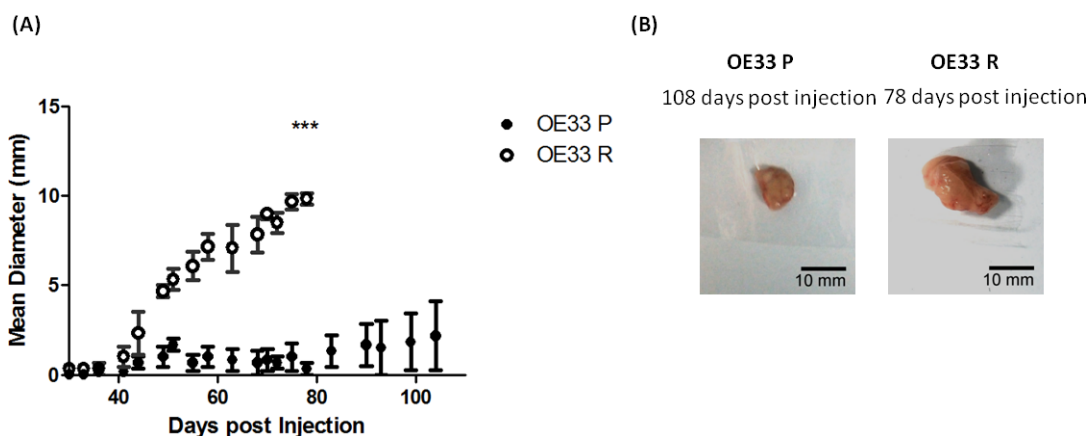 (A)
Mean Diameter (mm)
15
10
5
0
***
40 60 80 100
Days post Injection
OE33 P
OE33 R
(B)
OE33 P OE33 R
108 days post injection 78 days post injection
10 mm 10 mm